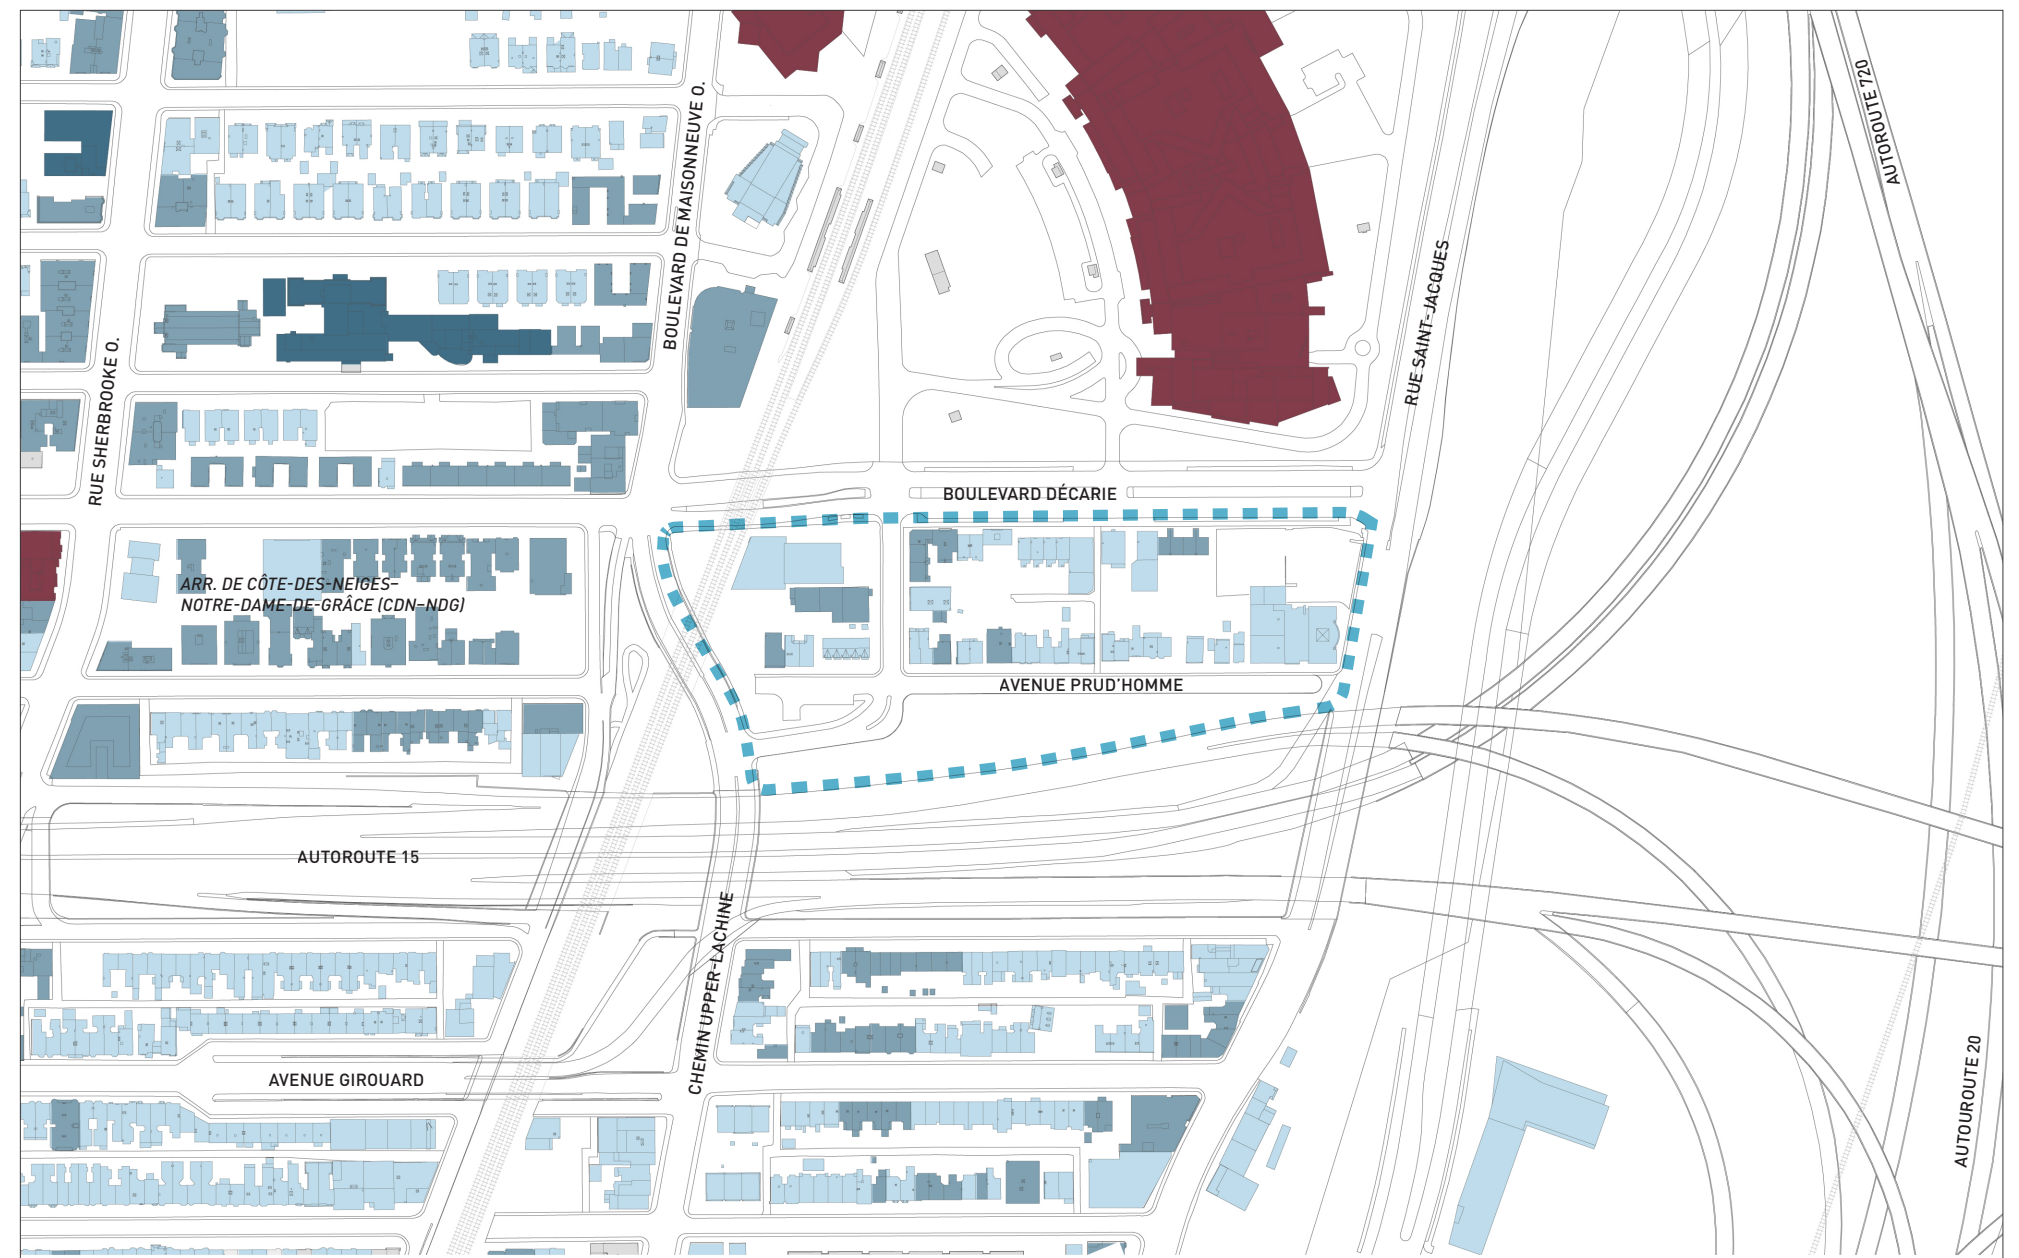 AUTOROUTE 720
BOULEVARD DE MAISONNEUVE O.
RUE SAINT-JACQUES
RUE SHERBROOKE O.
BOULEVARD DÉCARIE
ARR. DE CÔTE-DES-NEIGES–
NOTRE-DAME-DE-GRÂCE (CDN–NDG)
AVENUE PRUD'HOMME
AUTOROUTE 15
CHEMIN UPPER-LACHINE
AVENUE GIROUARD
AUTOUROUTE 20